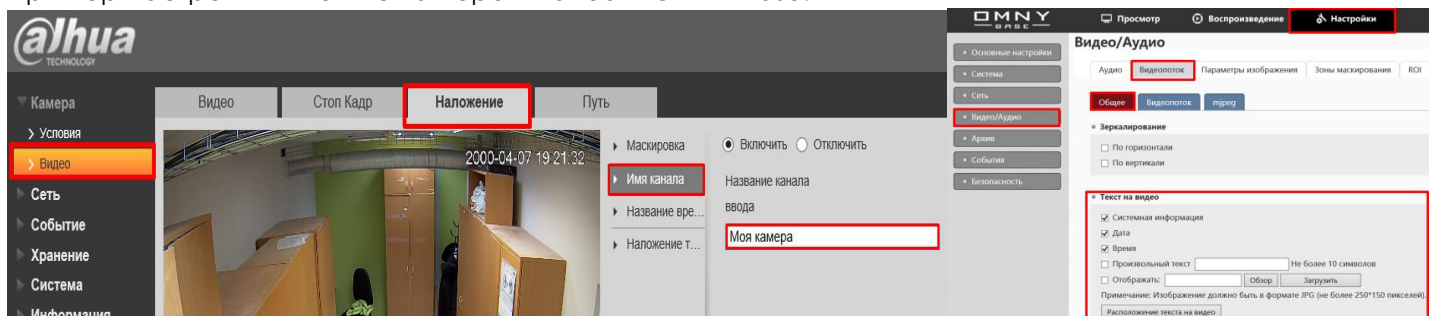 alhua
TECHNOLOGY
Камера
Условия
Видео
Сеть
Событие
Хранение
Система
Информация
Видео
Стоп Кадр
Наложение
Путь
2000-04-07 19:21:32
Маскировка
Имя канала
Название вре...
Наложение т...
Включить Отключить
Название канала
ввода
Моя камера
OMNY
BASE
Просмотр
Воспроизведение
Настройки
Основные настройки
Система
Сеть
Видео/Аудио
Архив
События
Безопасность
Видео/Аудио
Аудио
Видеопоток
Параметры изображения
Зоны маскирования
ROI
Общее
Видеопоток
mjpeg
Зеркалирование
По горизонтали
По вертикали
Текст на видео
Системная информация
Дата
Время
Произвольный текст Не более 10 символов
Отображать: Обзор Загрузить
Примечание: Изображение должно быть в формате JPG (не более 250*150 пикселей).
Расположение текста на видео